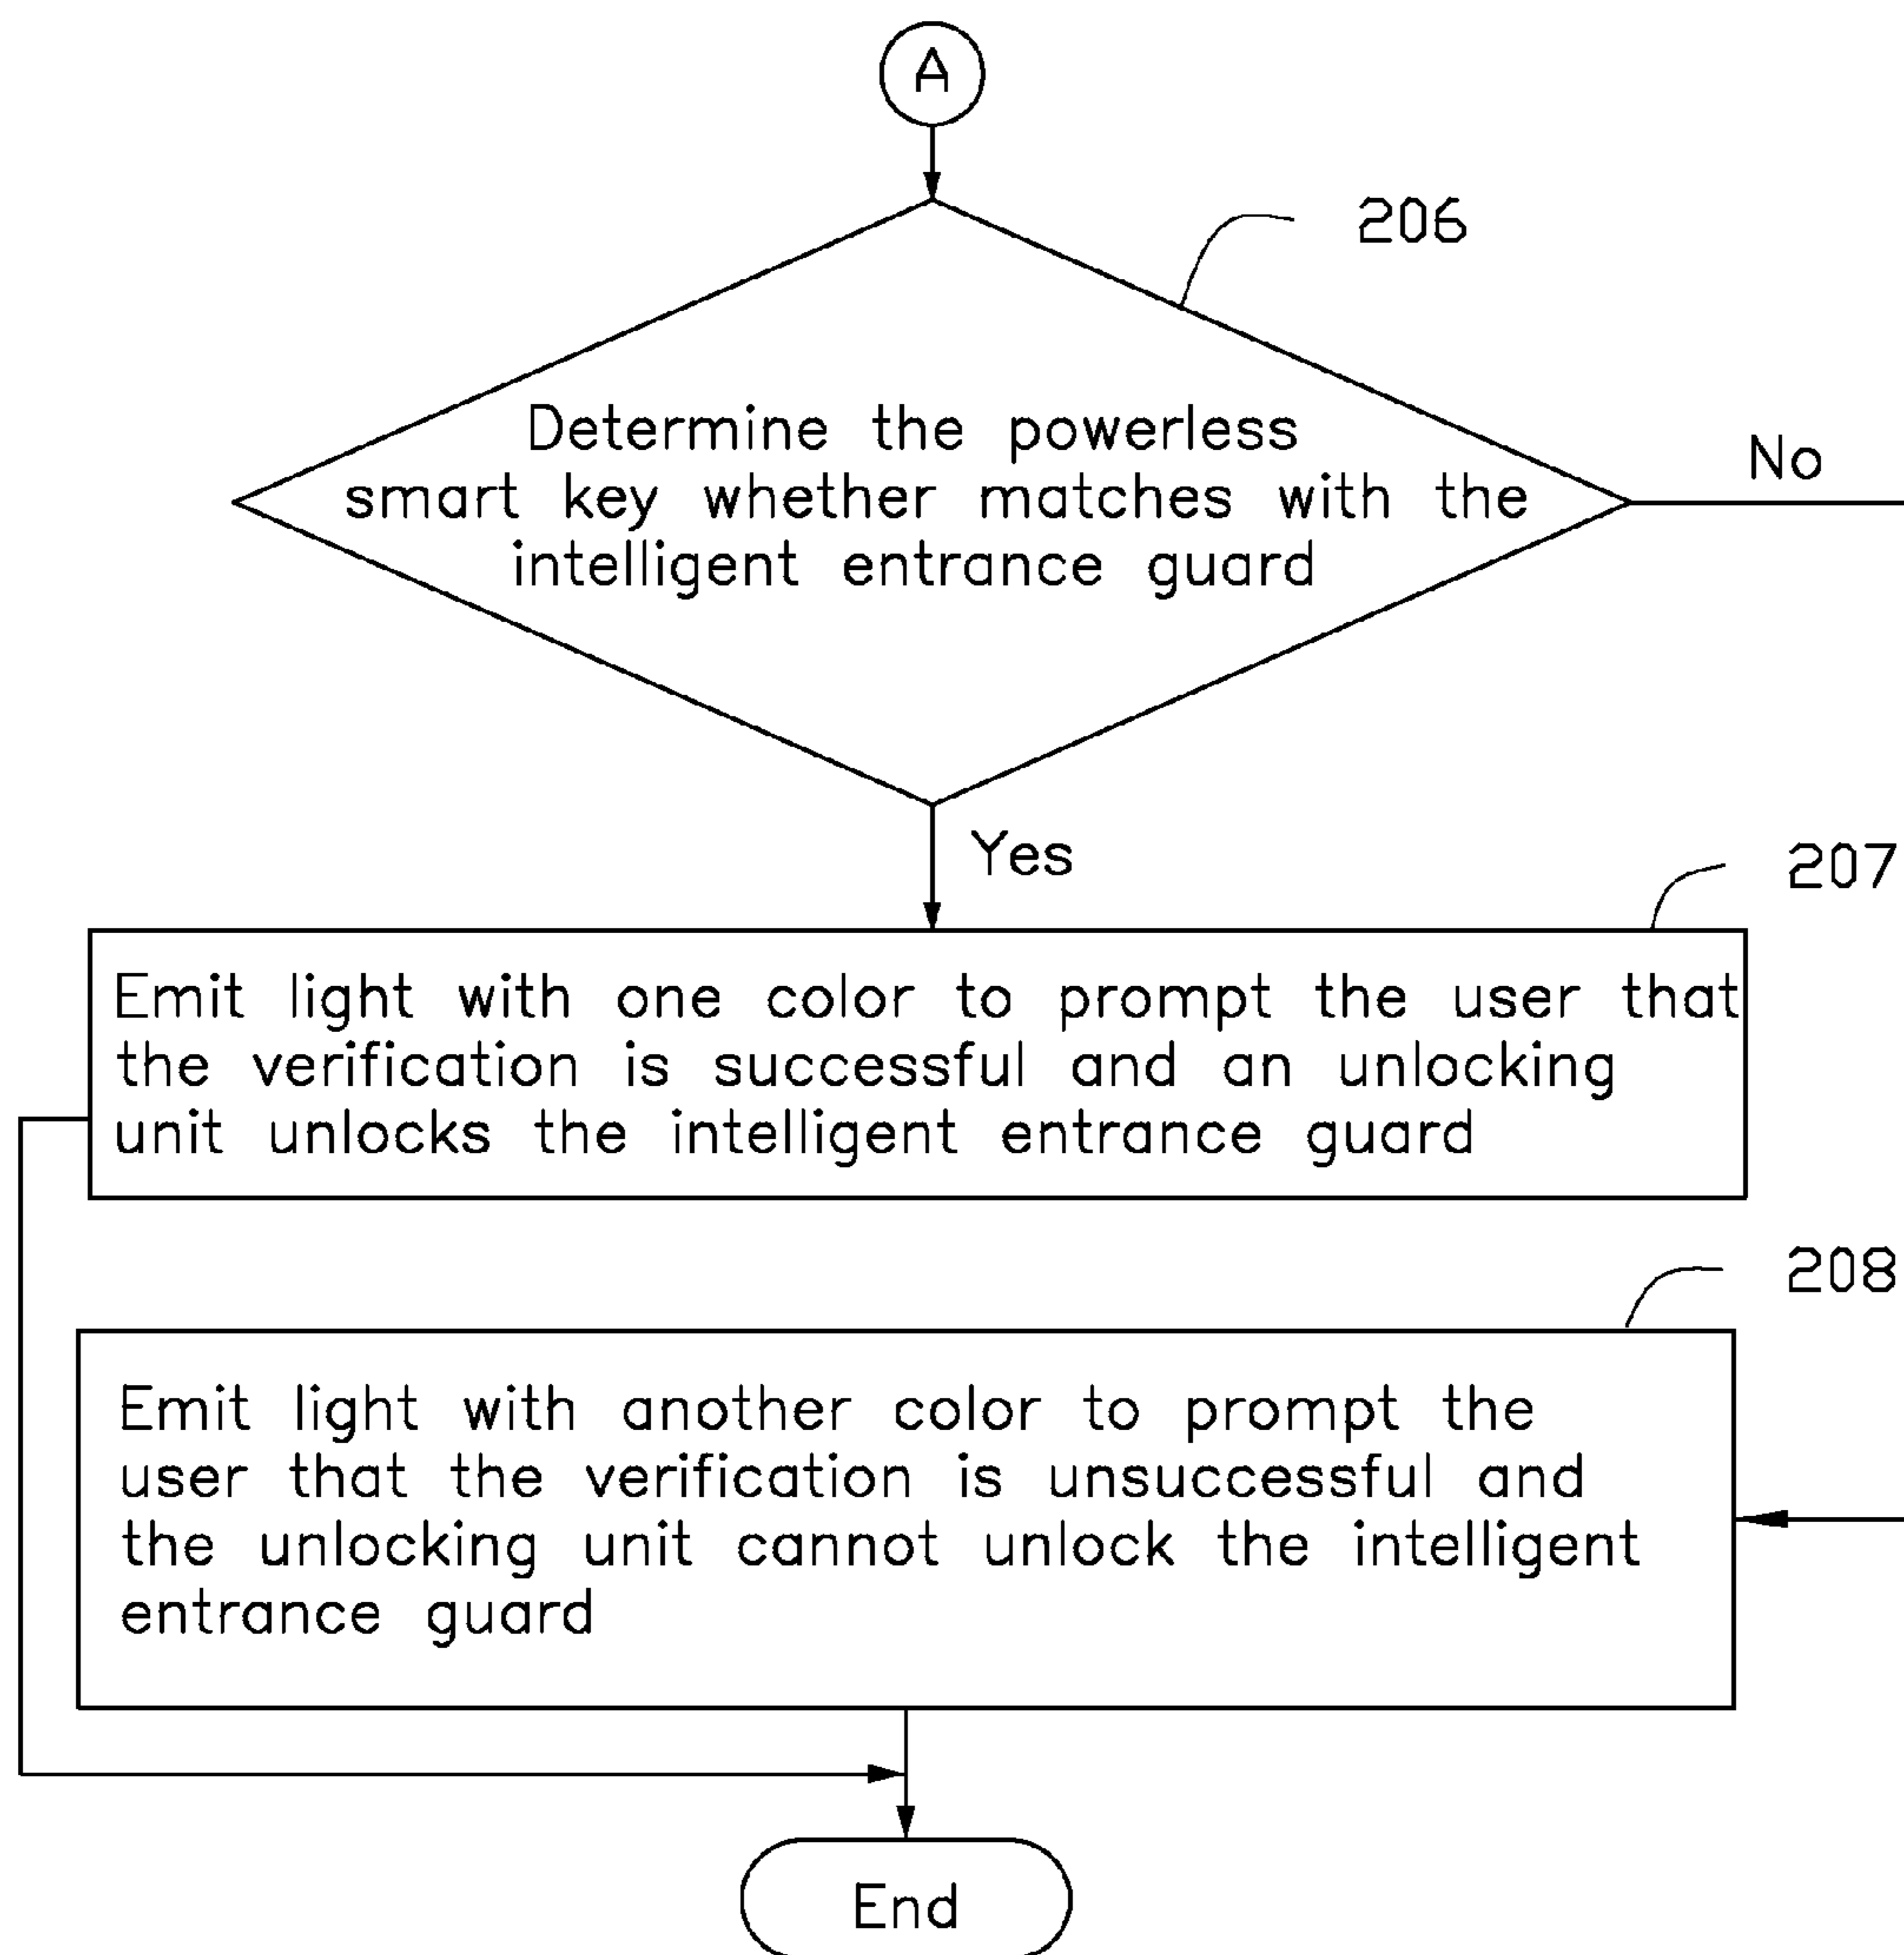 A
206
Determine the powerless
smart key whether matches with the
intelligent entrance guard
No
Yes
207
Emit light with one color to prompt the user that
the verification is successful and an unlocking
unit unlocks the intelligent entrance guard
208
Emit light with another color to prompt the
user that the verification is unsuccessful and
the unlocking unit cannot unlock the intelligent
entrance guard
End